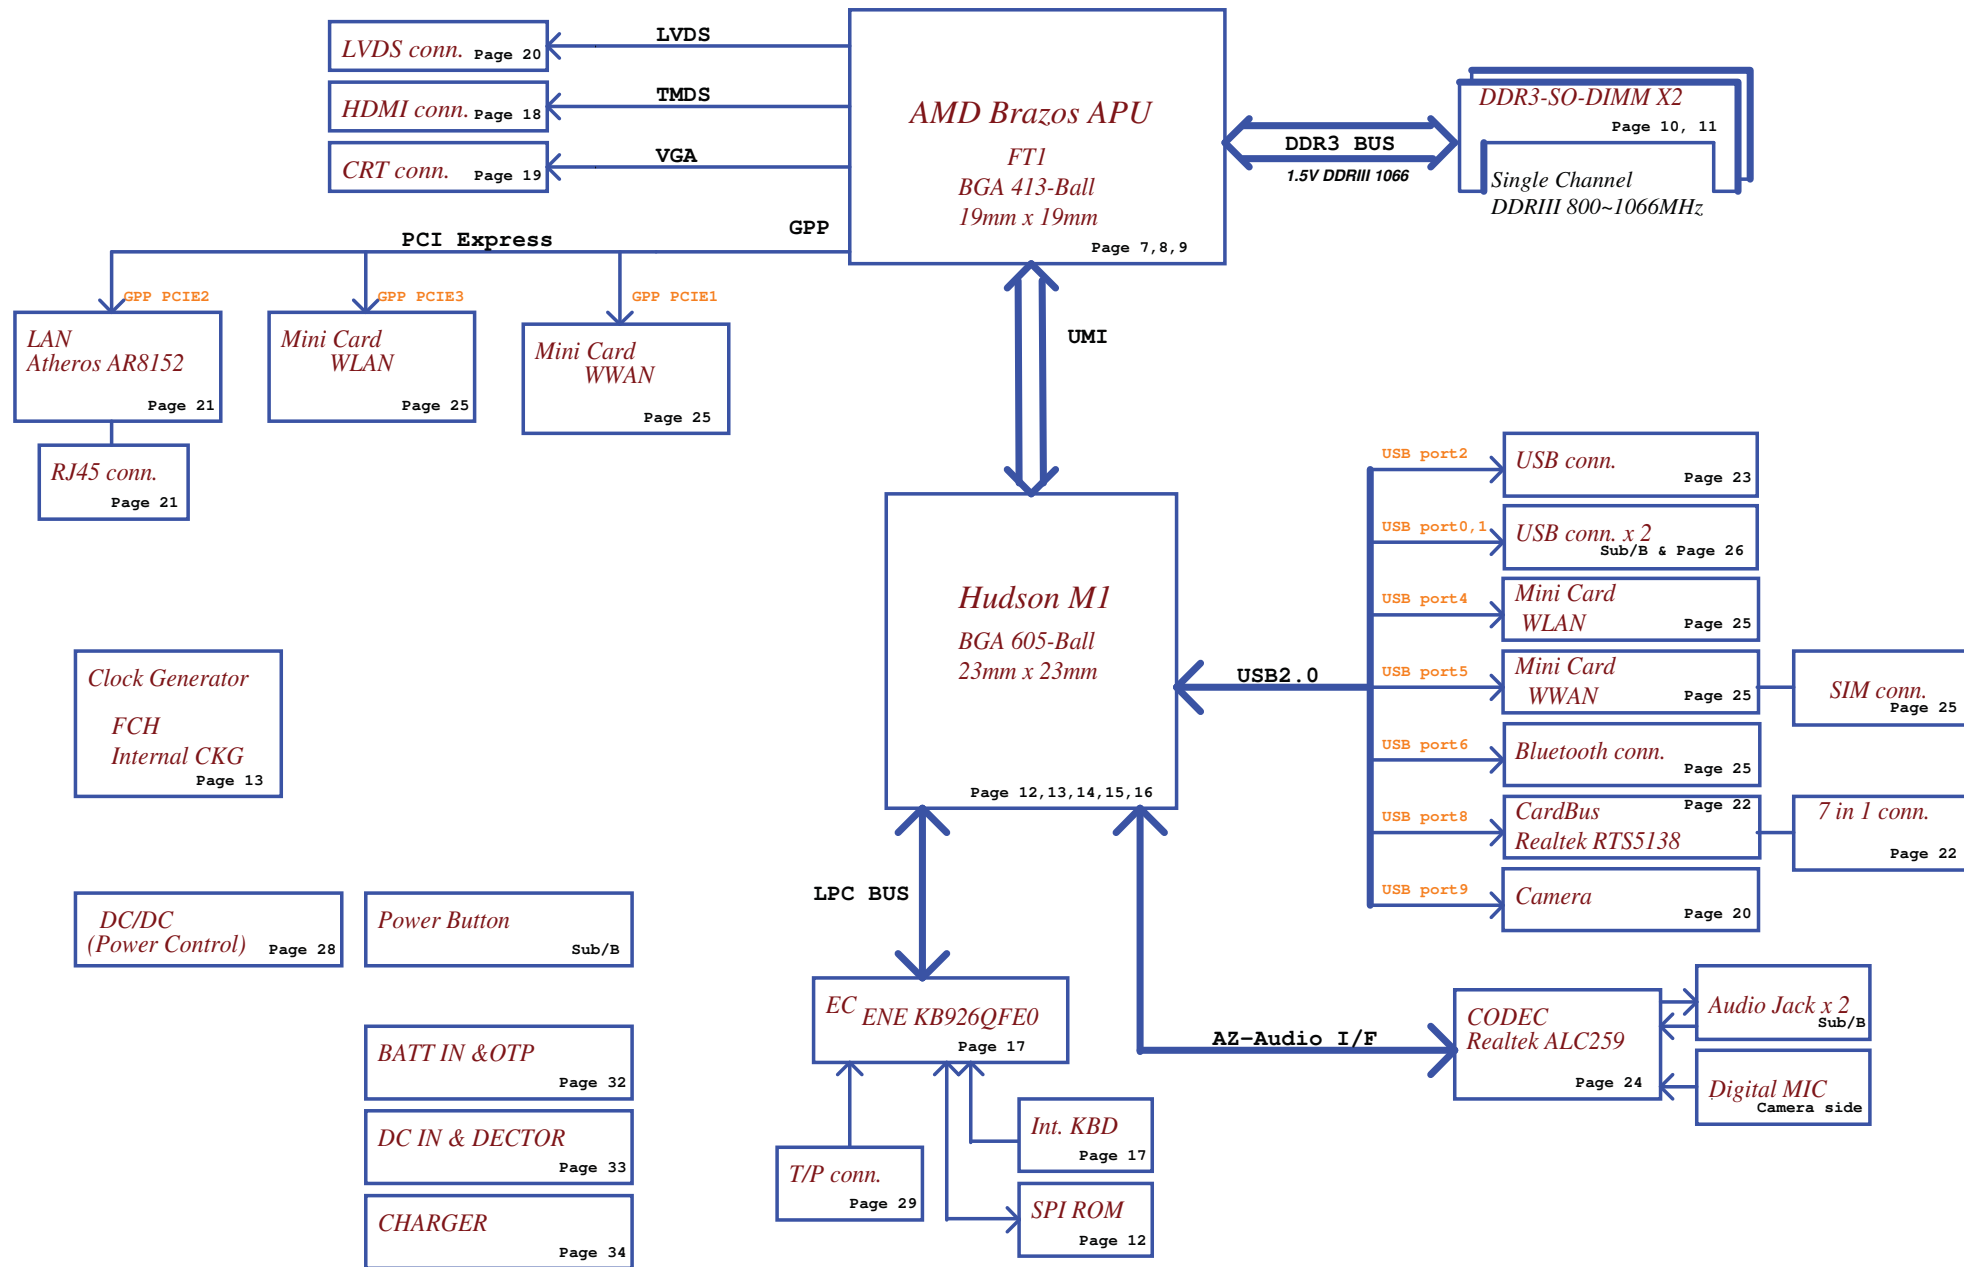 LVDS conn. Page 20
LVDS
HDMI conn. Page 18
TMDS
CRT conn. Page 19
VGA
AMD Brazos APU
FT1
BGA 413-Ball
19mm x 19mm
Page 7,8,9
DDR3 BUS
1.5V DDRIII 1066
DDR3-SO-DIMM X2
Page 10, 11
Single Channel
DDRIII 800~1066MHz
PCI Express
GPP
GPP PCIE2
GPP PCIE3
GPP PCIE1
LAN
Atheros AR8152
Page 21
Mini Card
WLAN
Page 25
Mini Card
WWAN
Page 25
RJ45 conn.
Page 21
UMI
Hudson M1
BGA 605-Ball
23mm x 23mm
Page 12,13,14,15,16
USB2.0
USB port2
USB conn.
Page 23
USB port0,1
USB conn. x 2
Sub/B & Page 26
USB port4
Mini Card
WLAN
Page 25
USB port5
Mini Card
WWAN
Page 25
SIM conn.
Page 25
USB port6
Bluetooth conn.
Page 25
USB port8
CardBus
Page 22
Realtek RTS5138
7 in 1 conn.
Page 22
USB port9
Camera
Page 20
Clock Generator
FCH
Internal CKG
Page 13
DC/DC
(Power Control) Page 28
Power Button
Sub/B
LPC BUS
EC ENE KB926QFE0
Page 17
AZ-Audio I/F
CODEC
Realtek ALC259
Page 24
Audio Jack x 2
Sub/B
Digital MIC
Camera side
BATT IN &OTP
Page 32
DC IN & DECTOR
Page 33
CHARGER
Page 34
T/P conn.
Page 29
Int. KBD
Page 17
SPI ROM
Page 12